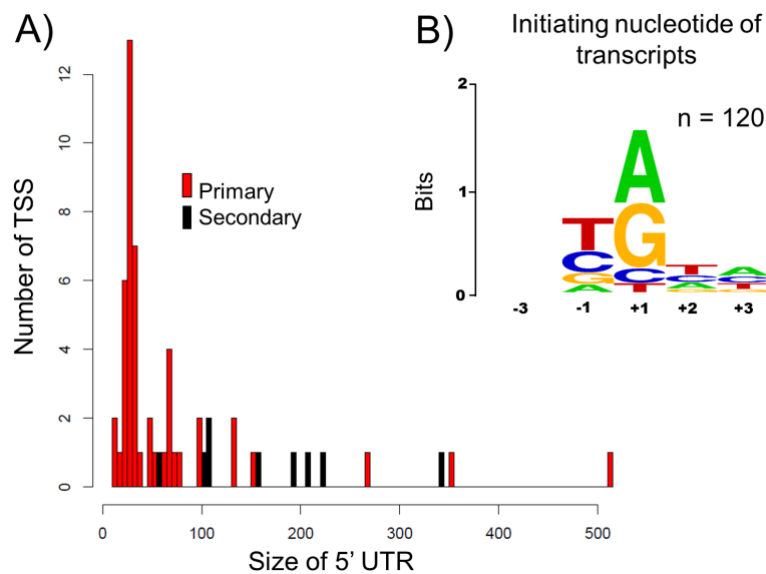 A)
Number of TSS
0
2
4
6
8
10
12
Primary
Secondary
0 100 200 300 400 500
Size of 5’ UTR
B)
Initiating nucleotide of
transcripts
n = 120
Bits
2
1
0
T
C
G
A
A
G
C
T
T
C
A
G
A
C
T
G
-3 -1 +1 +2 +3